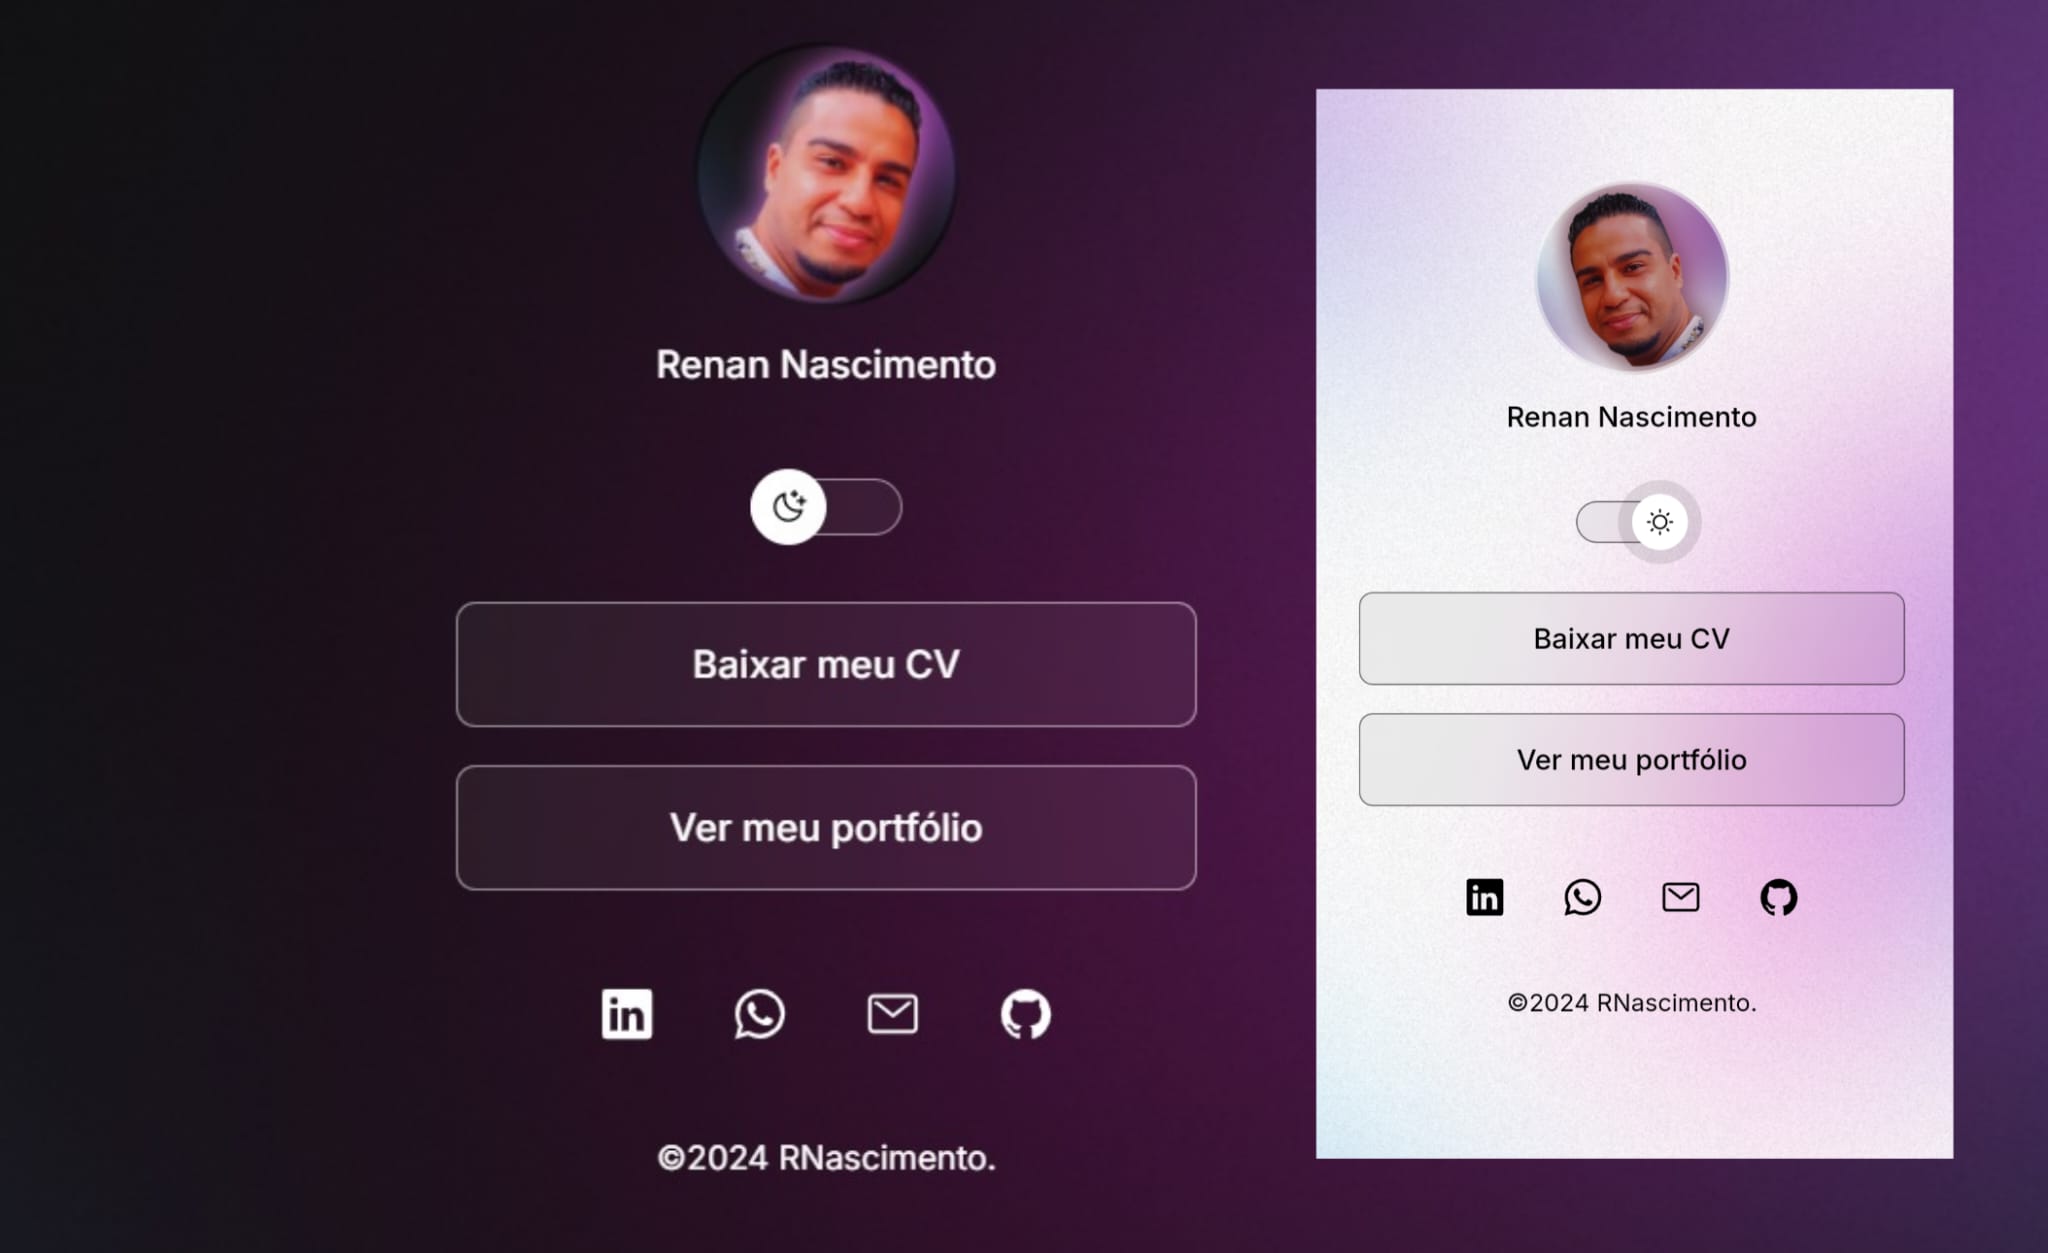 Renan Nascimento
Baixar meu CV
Ver meu portfólio
in
©2024 RNascimento.
Renan Nascimento
Baixar meu CV
Ver meu portfólio
in
©2024 RNascimento.